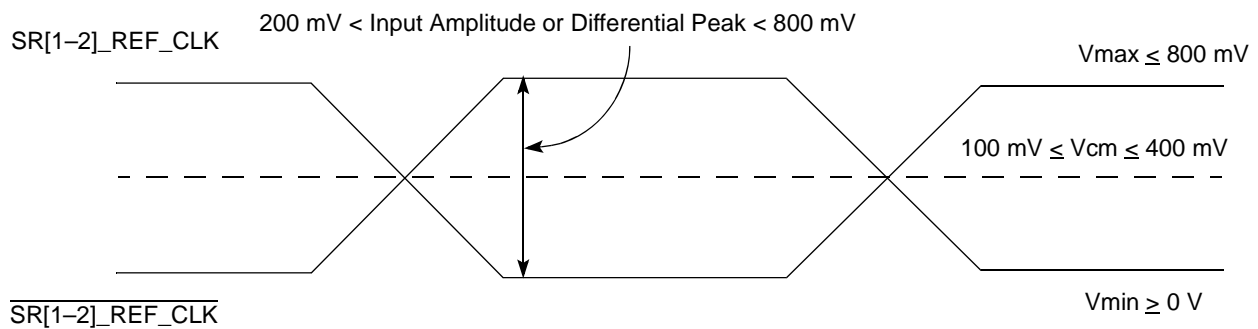 200 mV < Input Amplitude or Differential Peak < 800 mV
SR[1–2]_REF_CLK
Vmax ≤ 800 mV
100 mV ≤ Vcm ≤ 400 mV
Vmin ≥ 0 V
SR[1–2]_REF_CLK